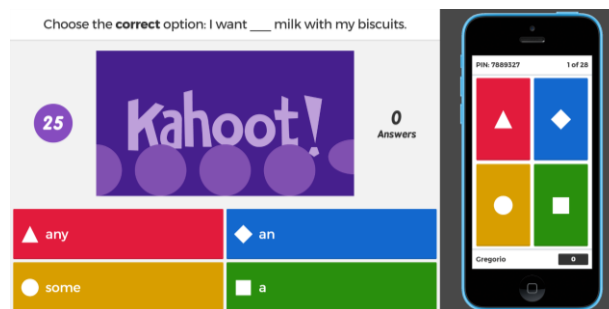 Choose the correct option: I want ___ milk with my biscuits.
25
Kahoot!
0
Answers
any
an
some
a
PIN: 7889327 1 of 28
Gregorio 0